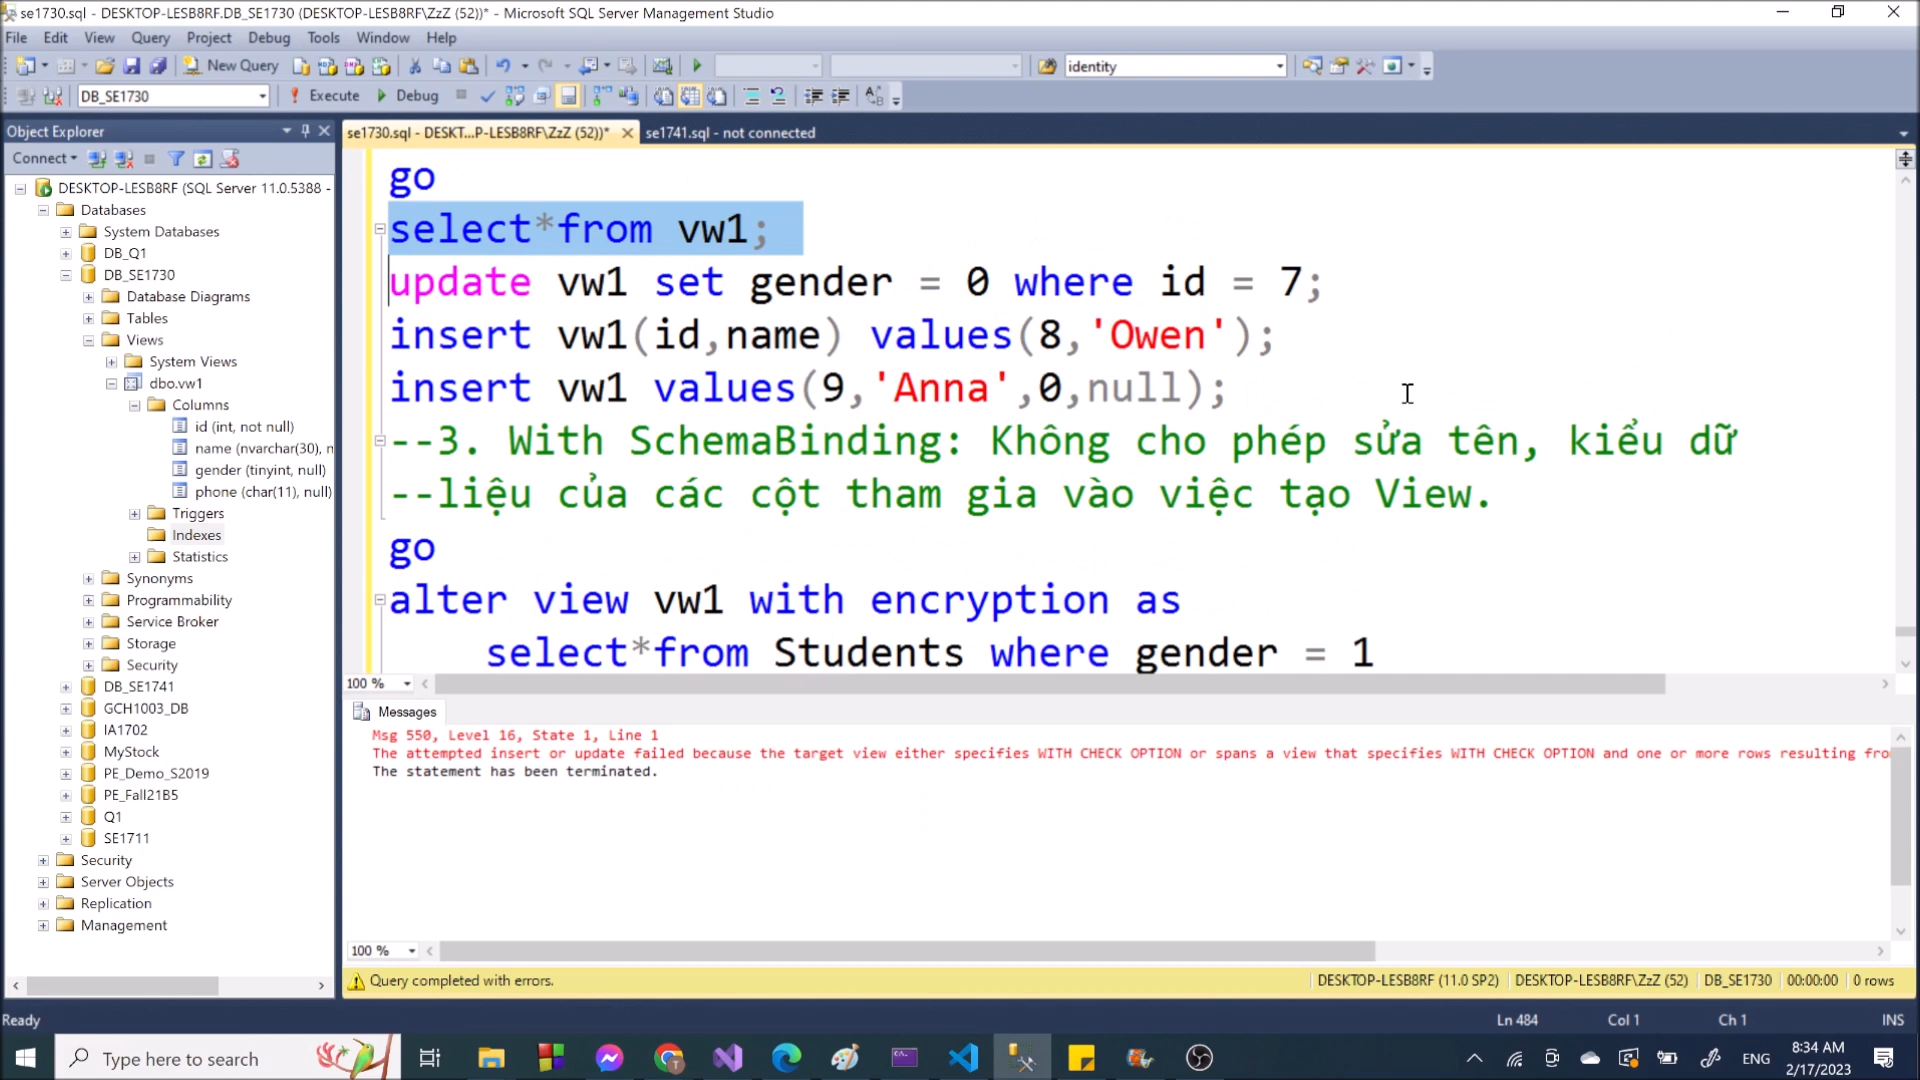 se1730.sql - DESKTOP-LESB8RF.DB_SE1730 (DESKTOP-LESB8RF\ZzZ (52))* - Microsoft SQL Server Management Studio
File Edit View Query Project Debug Tools Window Help
New Query identity
DB_SE1730 Execute Debug
Object Explorer
Connect
DESKTOP-LESB8RF (SQL Server 11.0.5388 -
Databases
System Databases
DB_Q1
DB_SE1730
Database Diagrams
Tables
Views
System Views
dbo.vw1
Columns
id (int, not null)
name (nvarchar(30), n
gender (tinyint, null)
phone (char(11), null)
Triggers
Indexes
Statistics
Synonyms
Programmability
Service Broker
Storage
Security
DB_SE1741
GCH1003_DB
IA1702
MyStock
PE_Demo_S2019
PE_Fall21B5
Q1
SE1711
Security
Server Objects
Replication
Management
se1730.sql - DESKT...P-LESB8RF\ZzZ (52))* se1741.sql - not connected
go
select*from vw1;
update vw1 set gender = 0 where id = 7;
insert vw1(id,name) values(8,'Owen');
insert vw1 values(9,'Anna',0,null);
--3. With SchemaBinding: Không cho phép sửa tên, kiểu dữ
--liệu của các cột tham gia vào việc tạo View.
go
alter view vw1 with encryption as
select*from Students where gender = 1
100 %
Messages
Msg 550, Level 16, State 1, Line 1
The attempted insert or update failed because the target view either specifies WITH CHECK OPTION or spans a view that specifies WITH CHECK OPTION and one or more rows resulting fro
The statement has been terminated.
100 %
Query completed with errors. DESKTOP-LESB8RF (11.0 SP2) DESKTOP-LESB8RF\ZzZ (52) DB_SE1730 00:00:00 0 rows
Ready Ln 484 Col 1 Ch 1 INS
Type here to search ENG 8:34 AM
2/17/2023